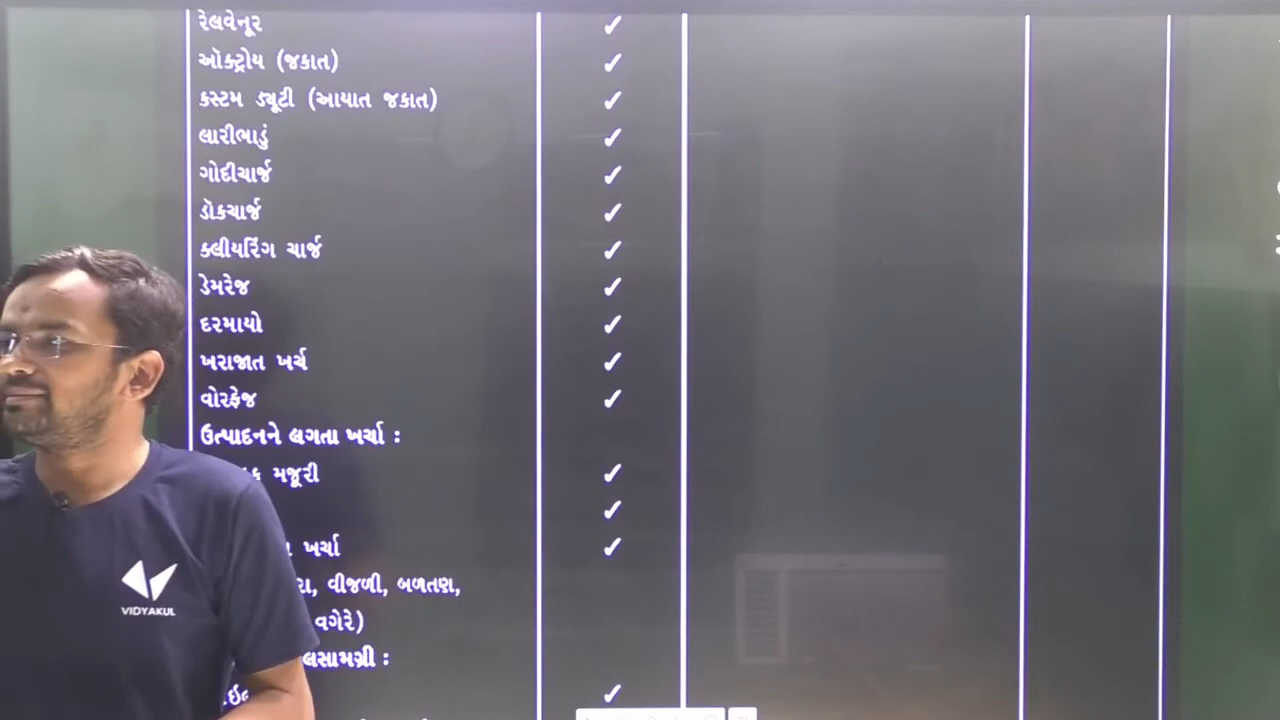 રેલવેનૂર ✓
ઑક્ટ્રોય (જકાત) ✓
કસ્ટમ ડ્યૂટી (આયાત જકાત) ✓
લારીભાડું ✓
ગોદીચાર્જ ✓
ડૉકચાર્જ ✓
ક્લીયરિંગ ચાર્જ ✓
ડેમરેજ ✓
દરમાયો ✓
ખરાજાત ખર્ચ ✓
વોરફેજ ✓
ઉત્પાદનને લગતા ખર્ચા :
મજૂરી ✓
✓
ખર્ચા ✓
વીજળી, બળતણ,
વગેરે)
✓
VIDYAKUL